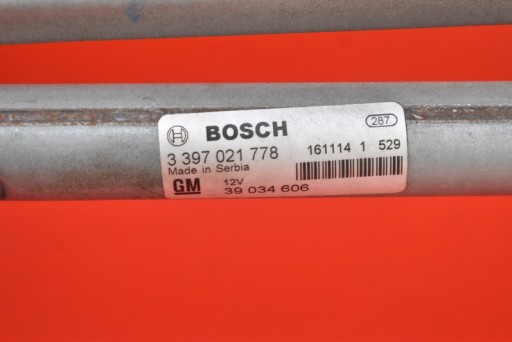 BOSCH 287
3 397 021 778 161114 1 529
Made in Serbia
GM 12V
39 034 606